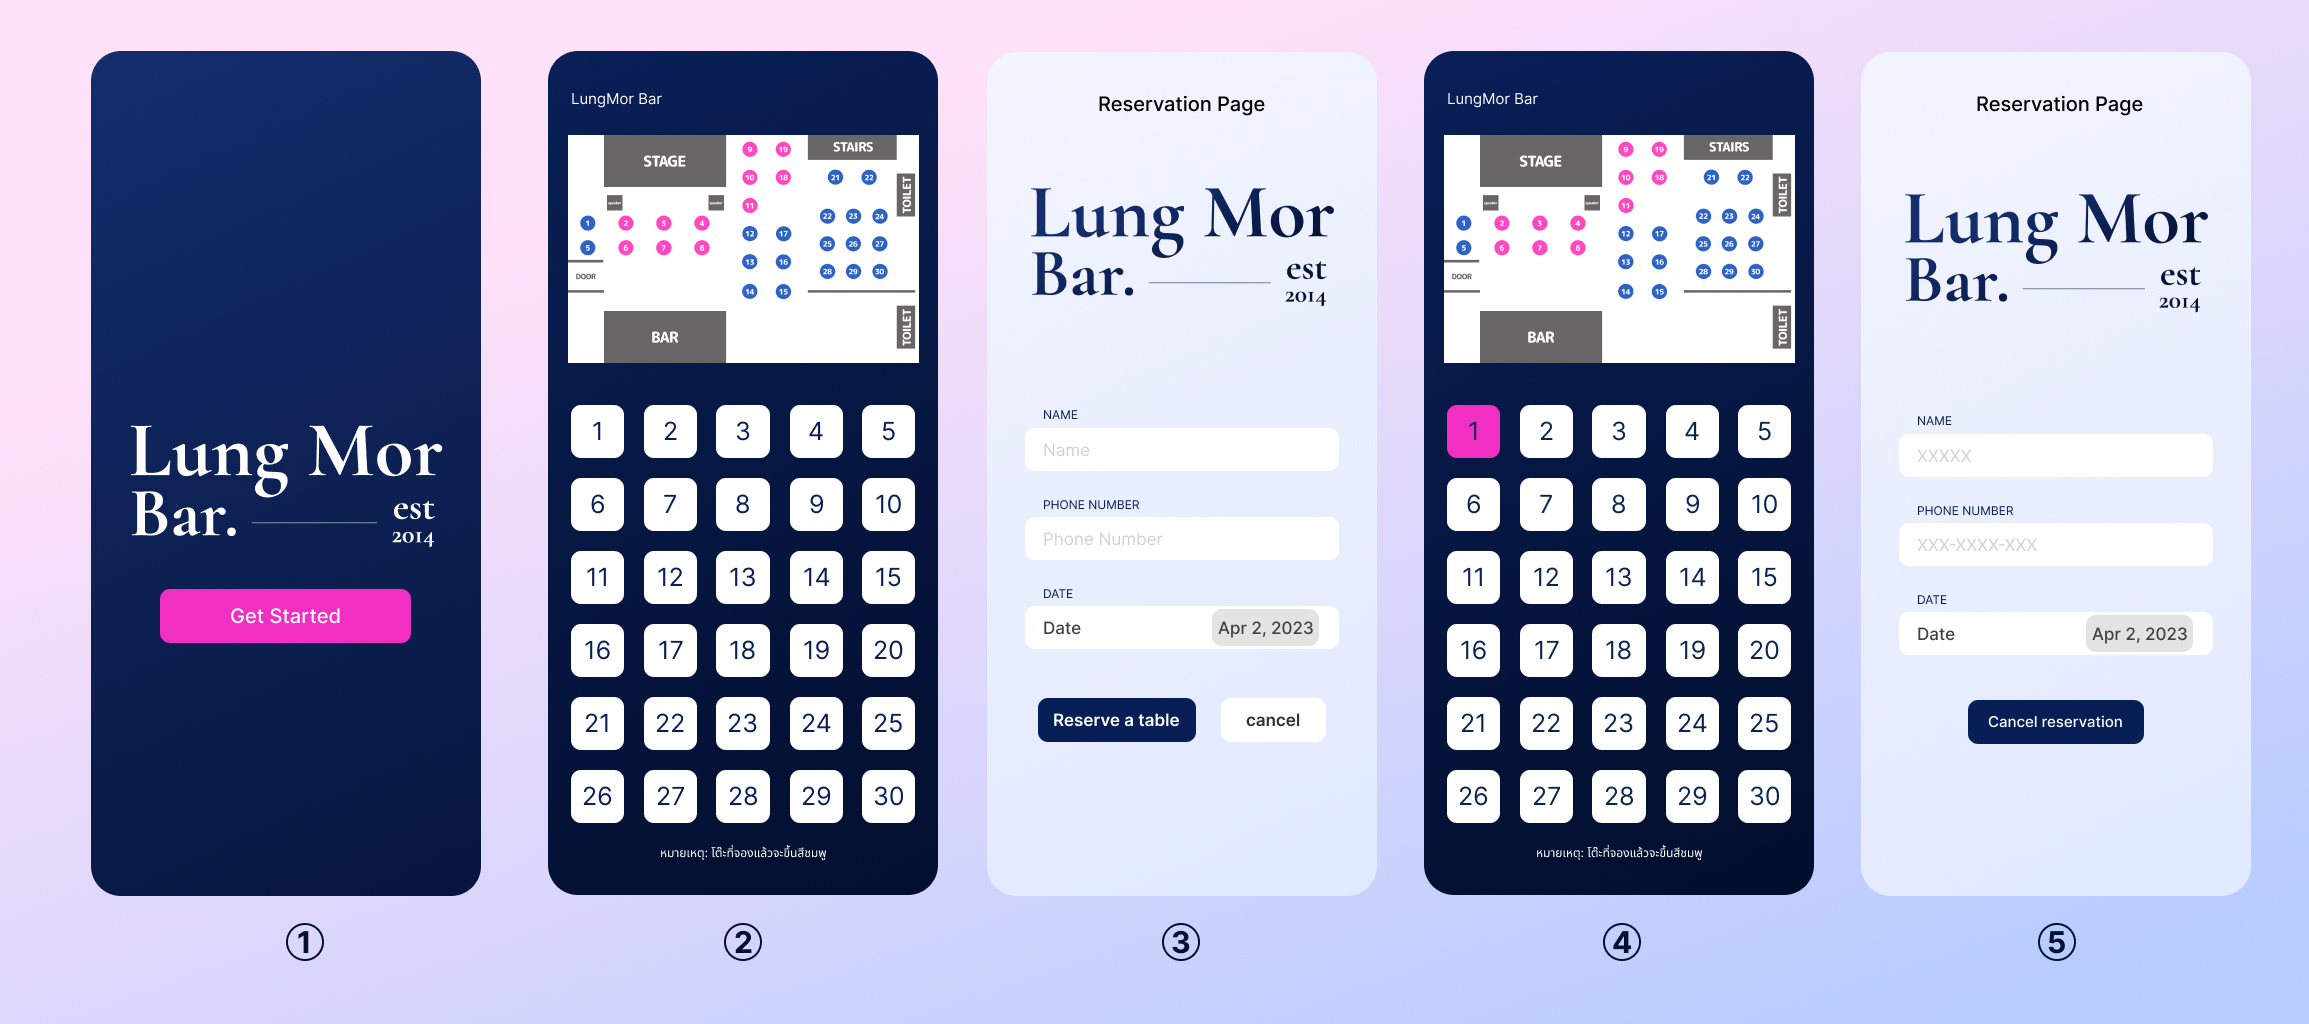 Lung Mor
Bar.
est
2014
Get Started
①
LungMor Bar
STAGE
9 19
STAIRS
10 18
21 22
TOILET
speaker speaker
11
1 2 3 4
22 23 24
12 17
5 6 7 8
25 26 27
DOOR
13 16
28 29 30
14 15
BAR
TOILET
1 2 3 4 5
6 7 8 9 10
11 12 13 14 15
16 17 18 19 20
21 22 23 24 25
26 27 28 29 30
หมายเหตุ: โต๊ะที่จองแล้วจะขึ้นสีชมพู
②
Reservation Page
Lung Mor
Bar.
est
2014
NAME
Name
PHONE NUMBER
Phone Number
DATE
Date Apr 2, 2023
Reserve a table cancel
③
LungMor Bar
STAGE
9 19
STAIRS
10 18
21 22
TOILET
speaker speaker
11
1 2 3 4
22 23 24
12 17
5 6 7 8
25 26 27
DOOR
13 16
28 29 30
14 15
BAR
TOILET
1 2 3 4 5
6 7 8 9 10
11 12 13 14 15
16 17 18 19 20
21 22 23 24 25
26 27 28 29 30
หมายเหตุ: โต๊ะที่จองแล้วจะขึ้นสีชมพู
④
Reservation Page
Lung Mor
Bar.
est
2014
NAME
XXXXX
PHONE NUMBER
XXX-XXXX-XXX
DATE
Date Apr 2, 2023
Cancel reservation
⑤